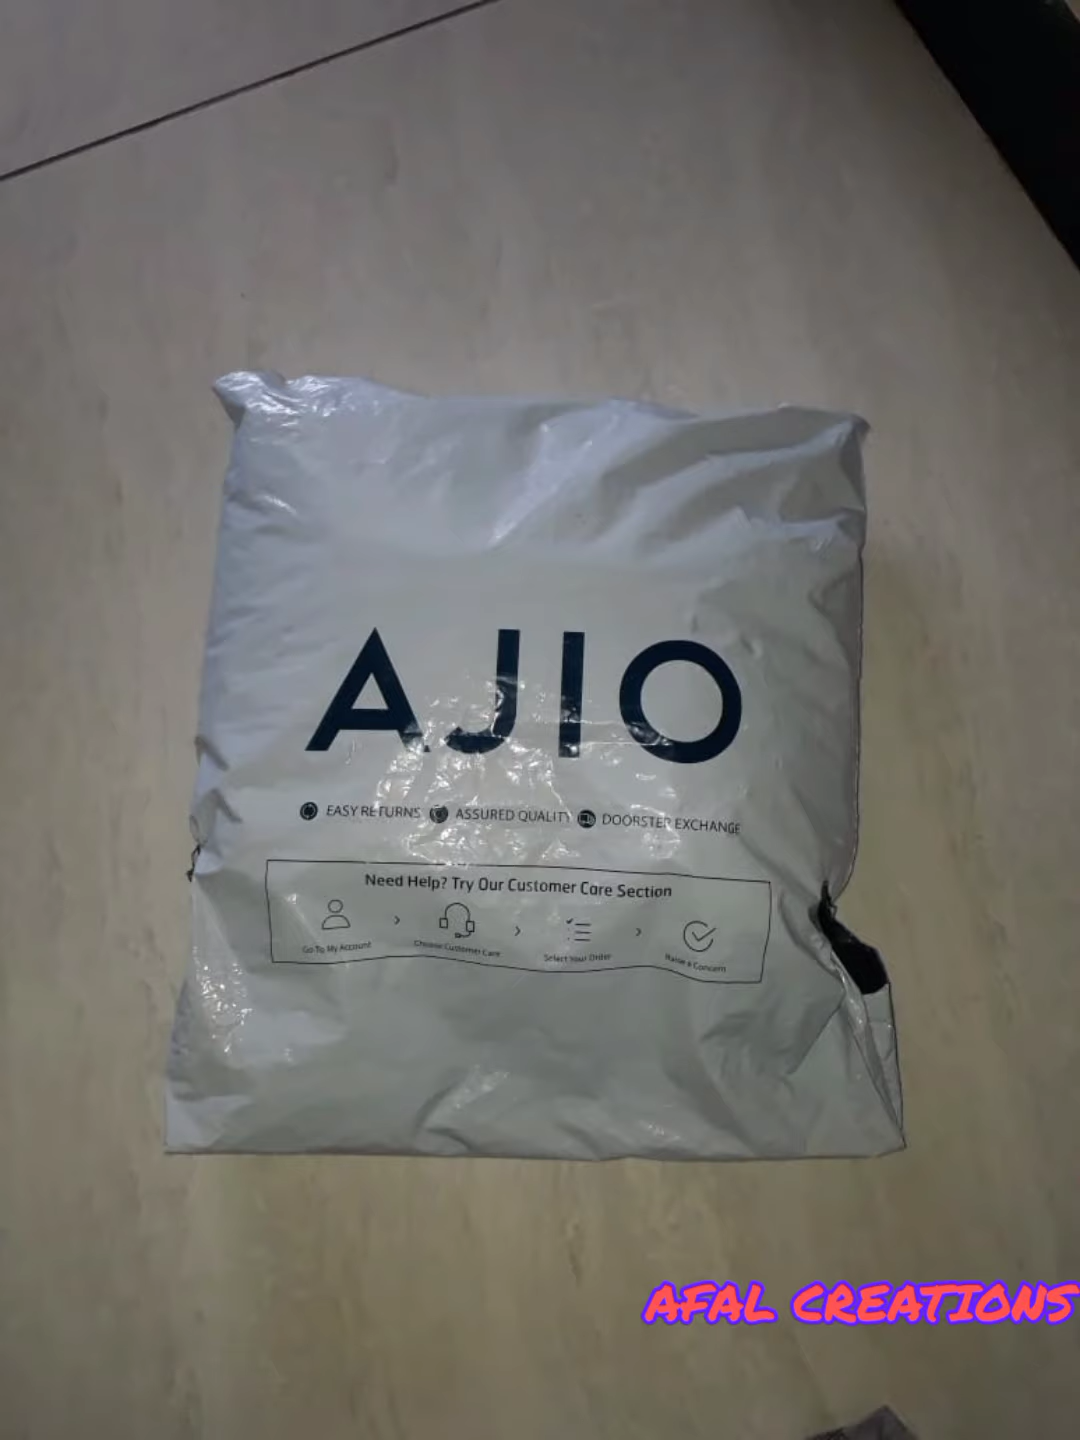 AJIO
EASY RETURNS ASSURED QUALITY DOORSTEP EXCHANGE
Need Help? Try Our Customer Care Section
Go To My Account > Choose Customer Care > Select Your Order > Raise a Concern
AFAL CREATIONS